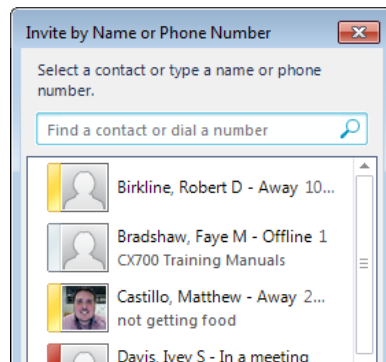 Invite by Name or Phone Number
Select a contact or type a name or phone
number.
Find a contact or dial a number
Birkline, Robert D - Away 10...
Bradshaw, Faye M - Offline 1
CX700 Training Manuals
Castillo, Matthew - Away 2...
not getting food
Davis, Ivey S - In a meeting